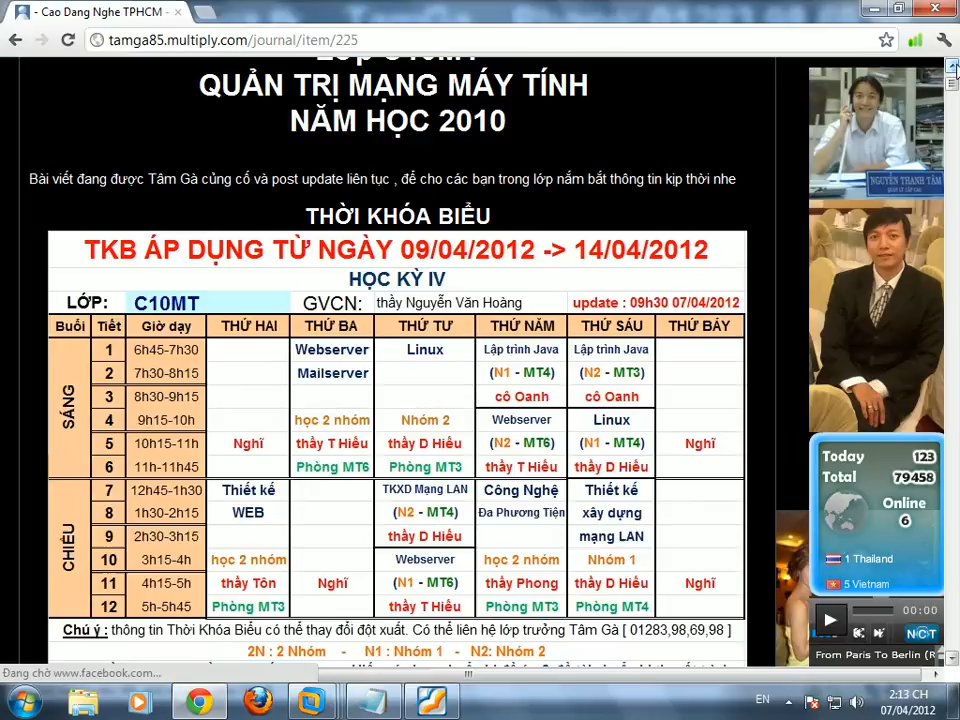 - Cao Dang Nghe TPHCM -
tamga85.multiply.com/journal/item/225
QUẢN TRỊ MẠNG MÁY TÍNH
NĂM HỌC 2010
Bài viết đang được Tâm Gà củng cố và post update liên tục , để cho các bạn trong lớp nắm bắt thông tin kịp thời nhe
THỜI KHÓA BIỂU
TKB ÁP DỤNG TỪ NGÀY 09/04/2012 -> 14/04/2012
HỌC KỲ IV
LỚP: C10MT GVCN: thầy Nguyễn Văn Hoàng update : 09h30 07/04/2012
Buổi Tiết Giờ dạy THỨ HAI THỨ BA THỨ TƯ THỨ NĂM THỨ SÁU THỨ BẢY
SÁNG
1 6h45-7h30 Webserver Linux Lập trình Java Lập trình Java
2 7h30-8h15 Mailserver (N1 - MT4) (N2 - MT3)
3 8h30-9h15 cô Oanh cô Oanh
4 9h15-10h học 2 nhóm Nhóm 2 Webserver Linux
5 10h15-11h Nghĩ thầy T Hiếu thầy D Hiếu (N2 - MT6) (N1 - MT4) Nghĩ
6 11h-11h45 Phòng MT6 Phòng MT3 thầy T Hiếu thầy D Hiếu
CHIỀU
7 12h45-1h30 Thiết kế TKXD Mạng LAN Công Nghệ Thiết kế
8 1h30-2h15 WEB (N2 - MT4) Đa Phương Tiện xây dựng
9 2h30-3h15 thầy D Hiếu mạng LAN
10 3h15-4h học 2 nhóm Webserver học 2 nhóm Nhóm 1
11 4h15-5h thầy Tôn Nghĩ (N1 - MT6) thầy Phong thầy D Hiếu Nghĩ
12 5h-5h45 Phòng MT3 thầy T Hiếu Phòng MT3 Phòng MT4
Chú ý : thông tin Thời Khóa Biểu có thể thay đổi đột xuất. Có thể liên hệ lớp trưởng Tâm Gà [ 01283,98,69,98 ]
2N : 2 Nhóm - N1 : Nhóm 1 - N2: Nhóm 2
NGUYỄN THANH TÂM
Today 123
Total 79458
Online
6
1 Thailand
5 Vietnam
00:00
NCT
From Paris To Berlin (R
Đang chờ www.facebook.com...
EN
2:13 CH
07/04/2012